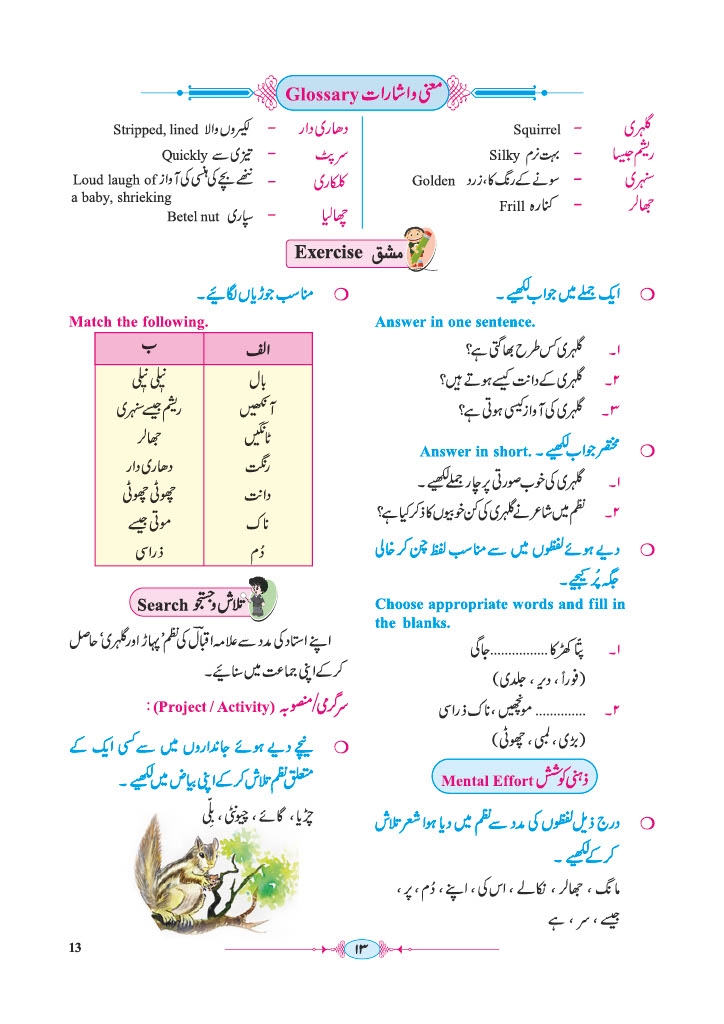 معنی و اشارات Glossary
گلہری – Squirrel
ریشم جیسا – بہت نرم Silky
سنہری – سونے کے رنگ کا، زرد Golden
جھالر – کنارہ Frill
دھاری دار – لکیروں والا Stripped, lined
سرپٹ – تیزی سے Quickly
کلکاری – ننھے بچے کی ہنسی کی آواز Loud laugh of
a baby, shrieking
چھالیا – سپاری Betel nut
مشق Exercise
❍ ایک جملے میں جواب لکھیے ۔
Answer in one sentence.
۱۔ گلہری کس طرح بھاگتی ہے؟
۲۔ گلہری کے دانت کیسے ہوتے ہیں؟
۳۔ گلہری کی آواز کیسی ہوتی ہے؟
❍ مختصر جواب لکھیے ۔ Answer in short.
۱۔ گلہری کی خوب صورتی پر چار جملے لکھیے ۔
۲۔ نظم میں شاعر نے گلہری کی کن خوبیوں کا ذکر کیا ہے؟
❍ دیے ہوئے لفظوں میں سے مناسب لفظ چن کر خالی
جگہ پُر کیجیے ۔
Choose appropriate words and fill in
the blanks.
۱۔ پتّا کھڑکا ................ جاگی
(فوراً ، دیر ، جلدی)
۲۔ .............. مونچھیں ، ناک ذراسی
(بڑی ، لمبی ، چھوٹی)
ذہنی کوشش Mental Effort
❍ درج ذیل لفظوں کی مدد سے نظم میں دیا ہوا شعر تلاش
کرکے لکھیے ۔
مانگ ، جھالر ، نکالے ، اس کی ، اپنے ، دُم ، پر ،
جیسے ، سر ، ہے
❍ مناسب جوڑیاں لگائیے ۔
Match the following.
الف ب
بال نیلی نیلی
آنکھیں ریشم جیسے سنہری
ٹانگیں جھالر
رنگت دھاری دار
دانت چھوٹی چھوٹی
ناک موتی جیسے
دُم ذراسی
تلاش و جستجو Search
اپنے استاد کی مدد سے علامہ اقبالؔ کی نظم ’پہاڑ اور گلہری‘ حاصل
کرکے اپنی جماعت میں سنائیے۔
سرگرمی/منصوبہ (Project / Activity) :
❍ نیچے دیے ہوئے جانداروں میں سے کسی ایک کے
متعلق نظم تلاش کرکے اپنی بیاض میں لکھیے ۔
چڑیا ، گائے ، چیونٹی ، بلّی
13
۱۳